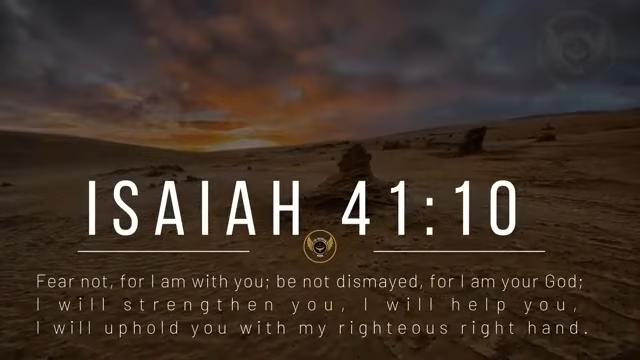 ISAIAH 41:10
Fear not, for I am with you; be not dismayed, for I am your God;
I will strengthen you, I will help you,
I will uphold you with my righteous right hand.